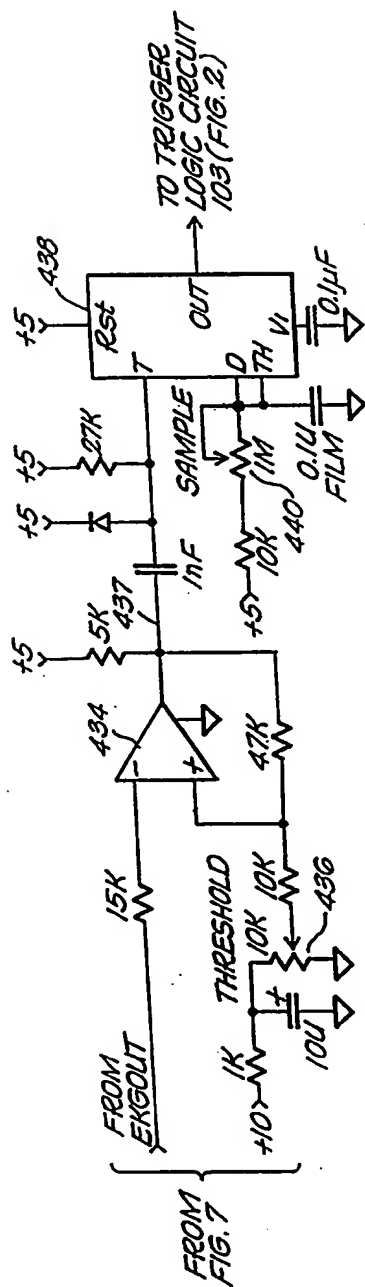 FROM
FIG. 7
FROM
EKGOUT
+10
1K
10U
+
THRESHOLD
10K
436
10K
15K
434
-
+
47K
+5
5K
437
1nF
+5
+5
27K
438
+5
Rst
T
OUT
D
TH
V1
SAMPLE
1M
440
10K
+5
0.1U
FILM
0.1µF
TO TRIGGER
LOGIC CIRCUIT
103 (FIG. 2)